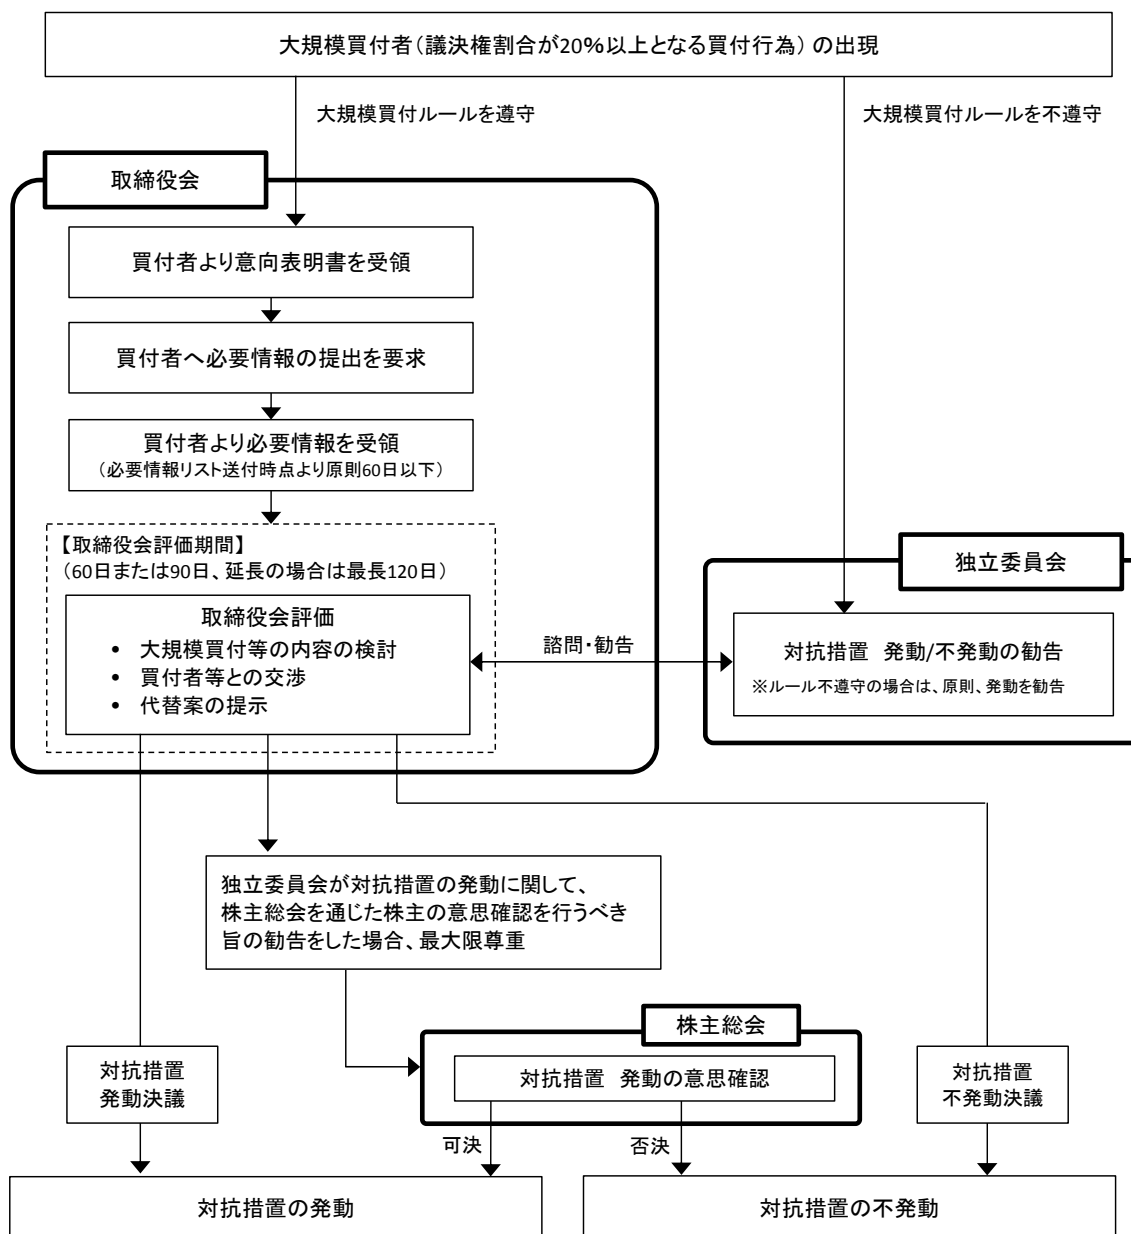 大規模買付者（議決権割合が20％以上となる買付行為）の出現
大規模買付ルールを遵守
大規模買付ルールを不遵守
取締役会
買付者より意向表明書を受領
買付者へ必要情報の提出を要求
買付者より必要情報を受領
（必要情報リスト送付時点より原則60日以下）
【取締役会評価期間】
（60日または90日、延長の場合は最長120日）
取締役会評価
• 大規模買付等の内容の検討
• 買付者等との交渉
• 代替案の提示
諮問・勧告
独立委員会
対抗措置　発動/不発動の勧告
※ルール不遵守の場合は、原則、発動を勧告
独立委員会が対抗措置の発動に関して、
株主総会を通じた株主の意思確認を行うべき
旨の勧告をした場合、最大限尊重
株主総会
対抗措置　発動の意思確認
対抗措置
発動決議
対抗措置
不発動決議
可決
否決
対抗措置の発動
対抗措置の不発動